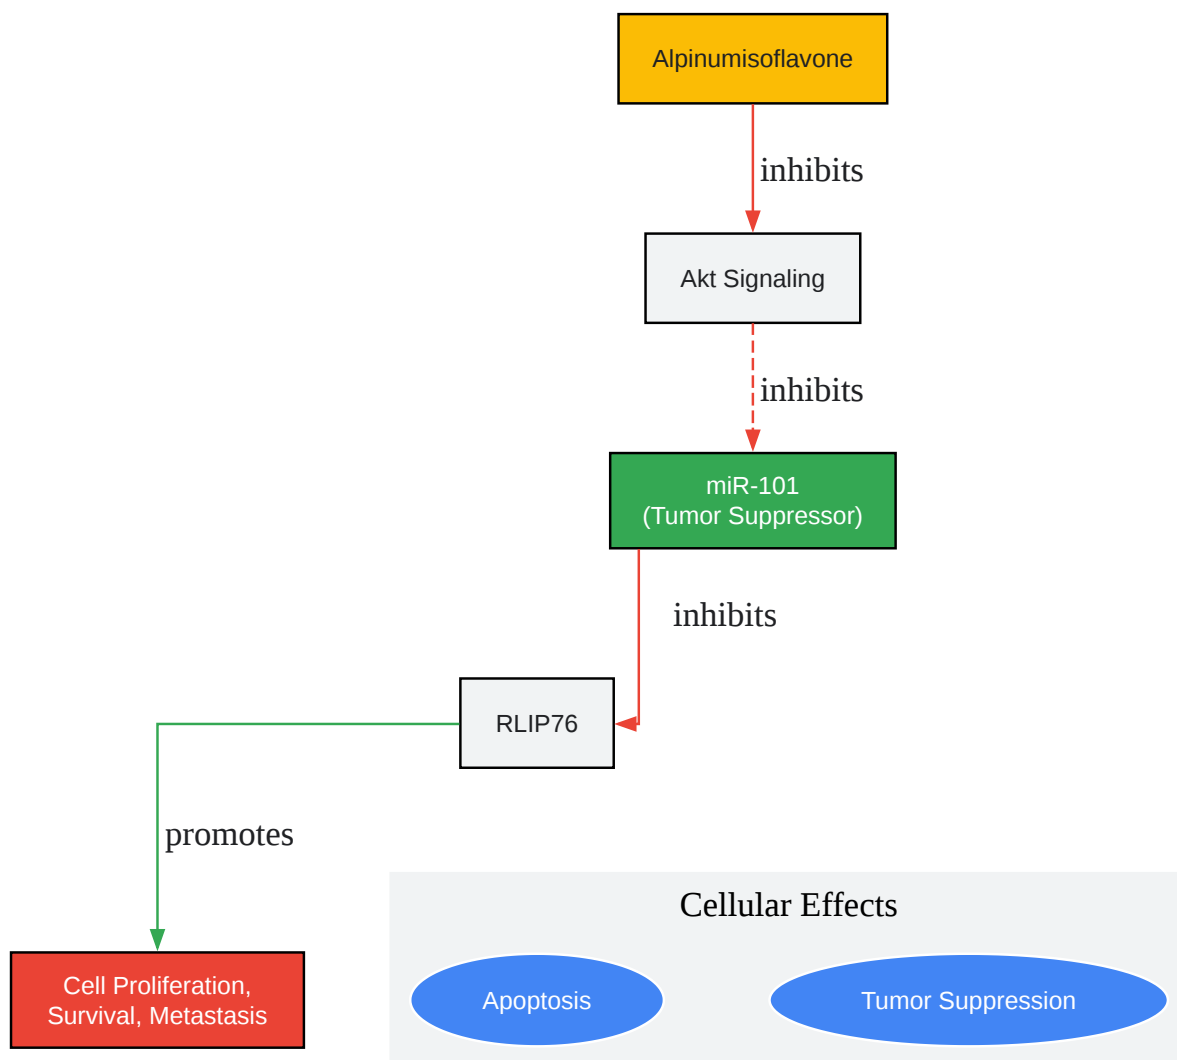 Alpinumisoflavone
inhibits
Akt Signaling
inhibits
miR-101
(Tumor Suppressor)
inhibits
RLIP76
promotes
Cellular Effects
Cell Proliferation,
Survival, Metastasis
Apoptosis
Tumor Suppression